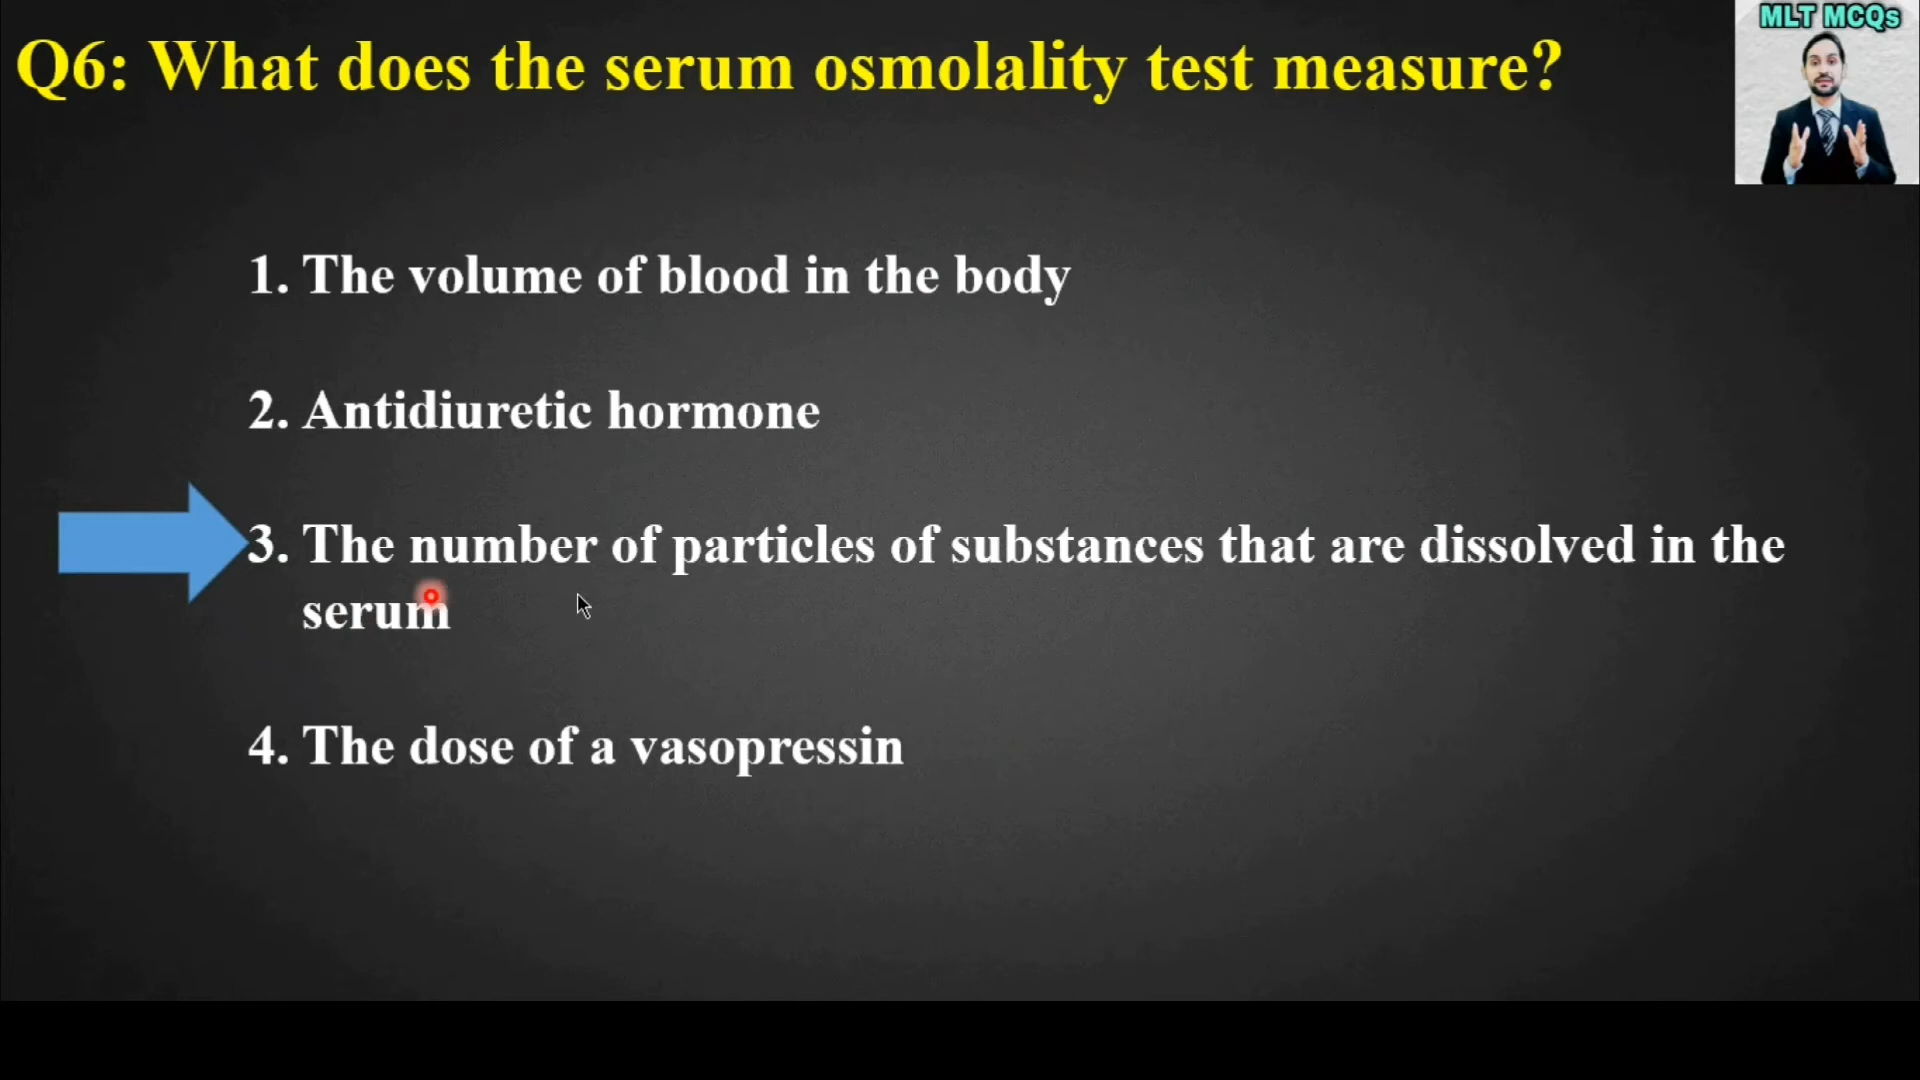 MLT MCQs
Q6: What does the serum osmolality test measure?
1. The volume of blood in the body
2. Antidiuretic hormone
3. The number of particles of substances that are dissolved in the
serum
4. The dose of a vasopressin